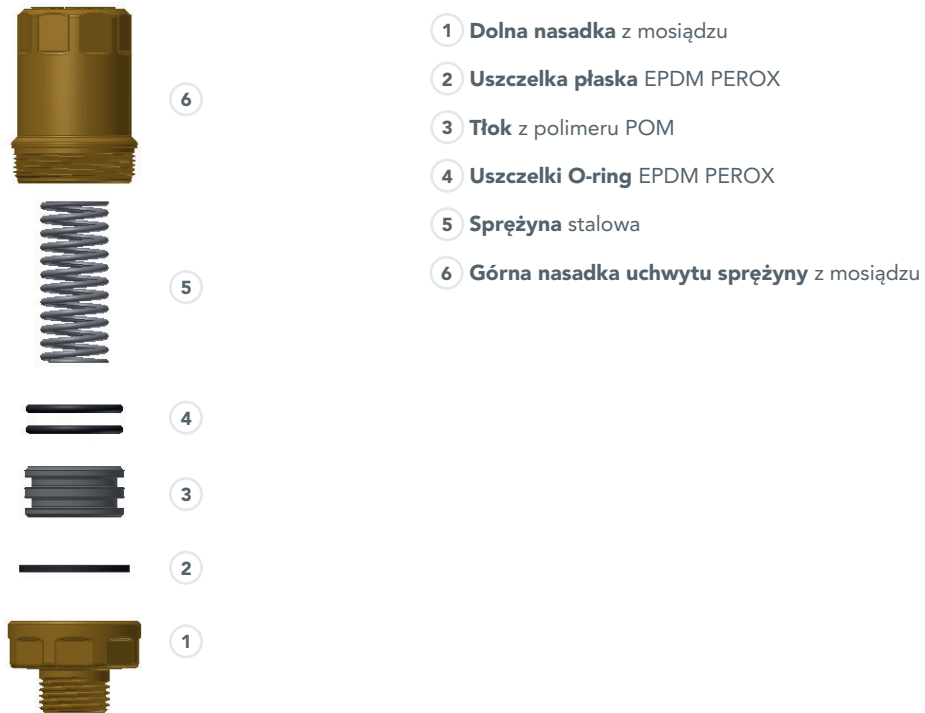 6
5
4
3
2
1
1 Dolna nasadka z mosiądzu
2 Uszczelka płaska EPDM PEROX
3 Tłok z polimeru POM
4 Uszczelki O-ring EPDM PEROX
5 Sprężyna stalowa
6 Górna nasadka uchwytu sprężyny z mosiądzu